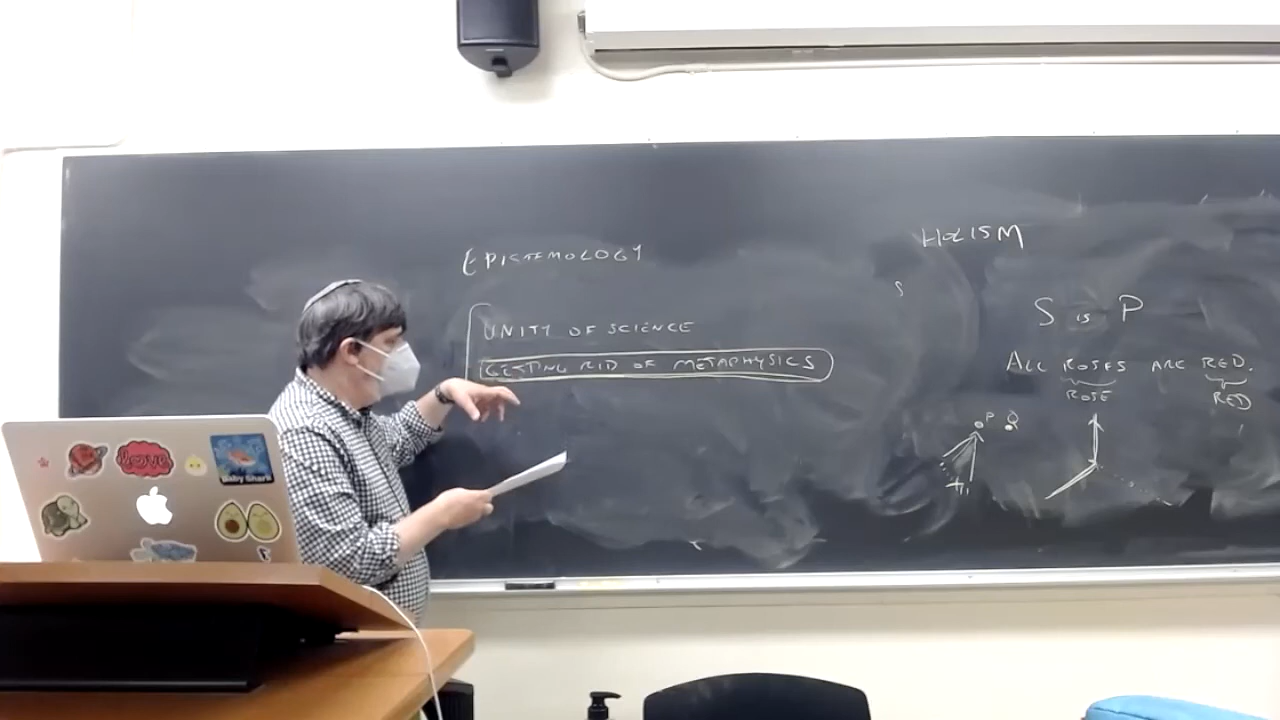 EPISTEMOLOGY
UNITY OF SCIENCE
GETTING RID OF METAPHYSICS
HOLISM
S
S is P
ALL ROSES ARE RED.
ROSE RED
P Q
love
Baby Shark